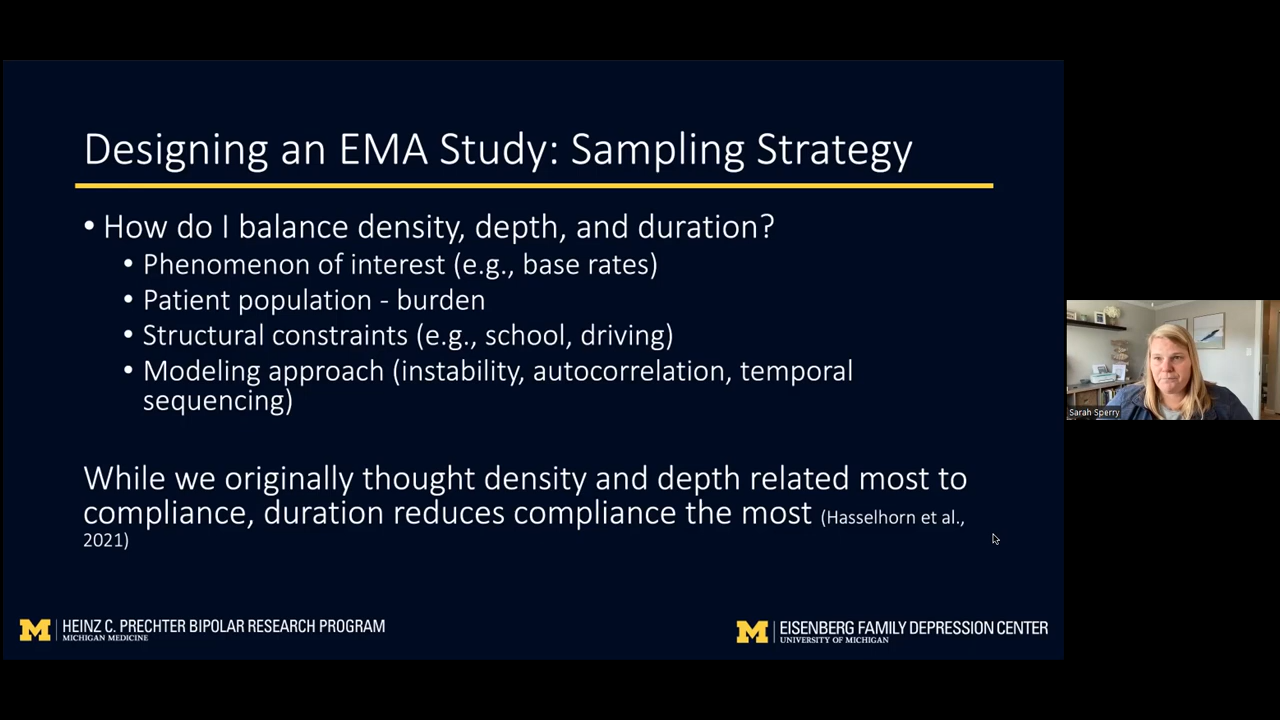 Designing an EMA Study: Sampling Strategy
• How do I balance density, depth, and duration?
• Phenomenon of interest (e.g., base rates)
• Patient population - burden
• Structural constraints (e.g., school, driving)
• Modeling approach (instability, autocorrelation, temporal
sequencing)
While we originally thought density and depth related most to
compliance, duration reduces compliance the most (Hasselhorn et al.,
2021)
Sarah Sperry
M HEINZ C. PRECHTER BIPOLAR RESEARCH PROGRAM
MICHIGAN MEDICINE
M EISENBERG FAMILY DEPRESSION CENTER
UNIVERSITY OF MICHIGAN